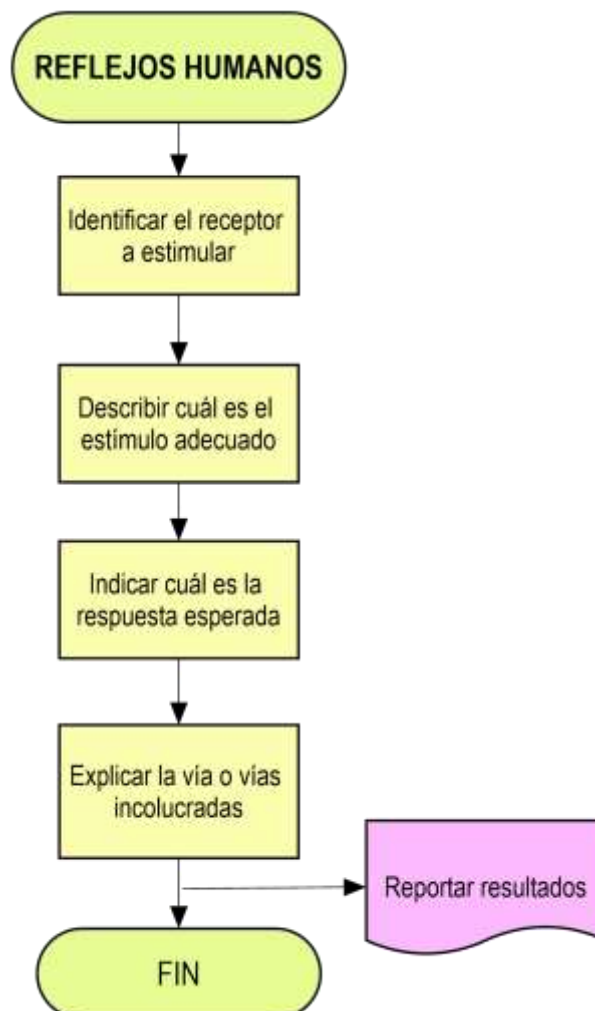 REFLEJOS HUMANOS
Identificar el receptor
a estimular
Describir cuál es el
estímulo adecuado
Indicar cuál es la
respuesta esperada
Explicar la vía o vías
incolucradas
Reportar resultados
FIN